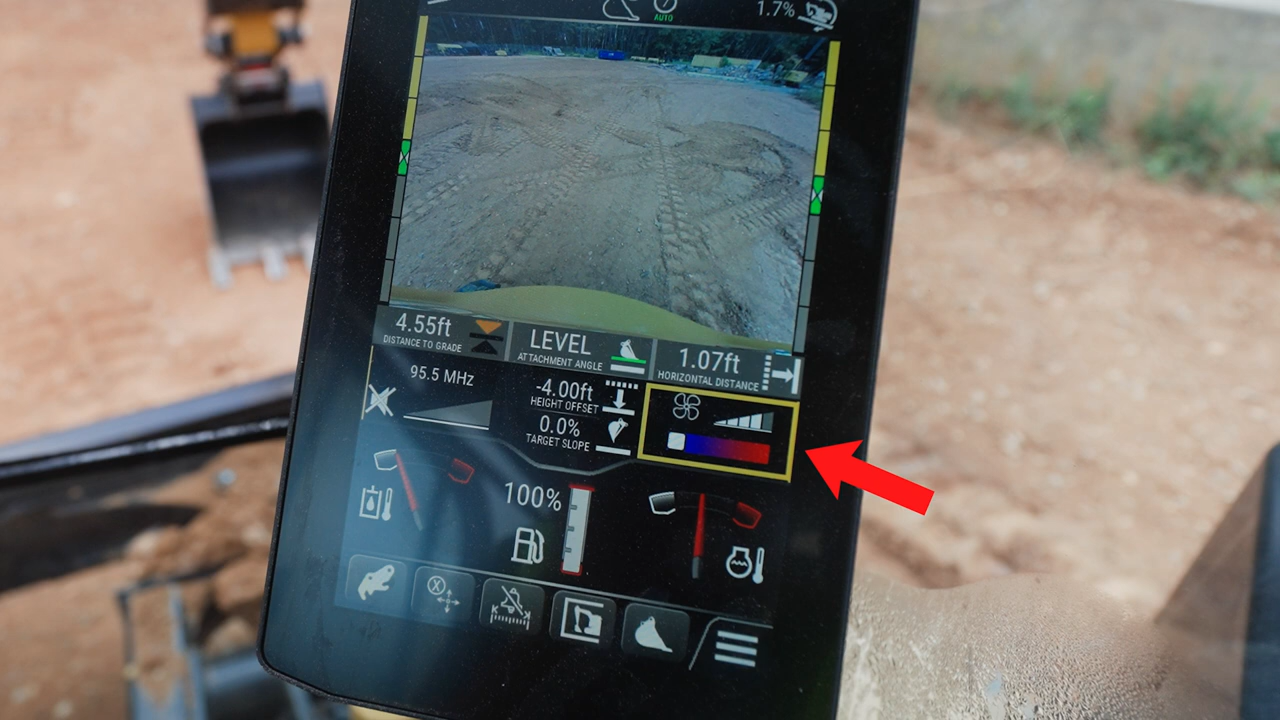 AUTO
1.7%
4.55ft
DISTANCE TO GRADE
LEVEL
ATTACHMENT ANGLE
1.07ft
HORIZONTAL DISTANCE
95.5 MHz
-4.00ft
HEIGHT OFFSET
0.0%
TARGET SLOPE
100%
X